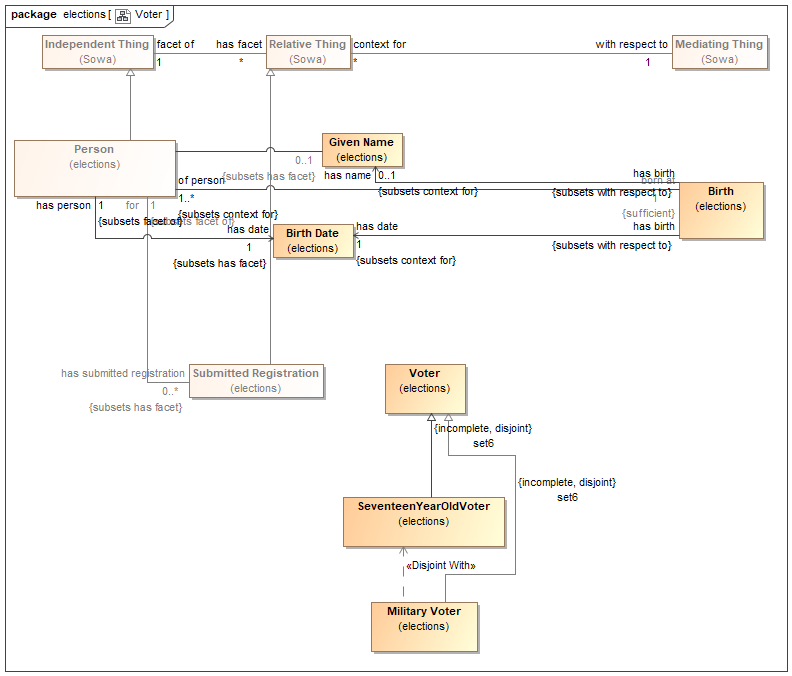 package elections [ Voter ]
Independent Thing
(Sowa)
facet of
1
has facet
*
Relative Thing
(Sowa)
context for
*
with respect to
1
Mediating Thing
(Sowa)
Person
(elections)
Given Name
(elections)
0..1
{subsets has facet}
has name
0..1
{subsets context for}
has birth
born at
{subsets with respect to}
1
{sufficient}
has birth
{subsets with respect to}
Birth
(elections)
of person
1..*
{subsets context for}
has person
1
{subsets facet of}
for
1
{subsets facet of}
has date
1
{subsets has facet}
Birth Date
(elections)
has date
1
{subsets context for}
has submitted registration
0..*
{subsets has facet}
Submitted Registration
(elections)
Voter
(elections)
{incomplete, disjoint}
set6
{incomplete, disjoint}
set6
SeventeenYearOldVoter
(elections)
«Disjoint With»
Military Voter
(elections)